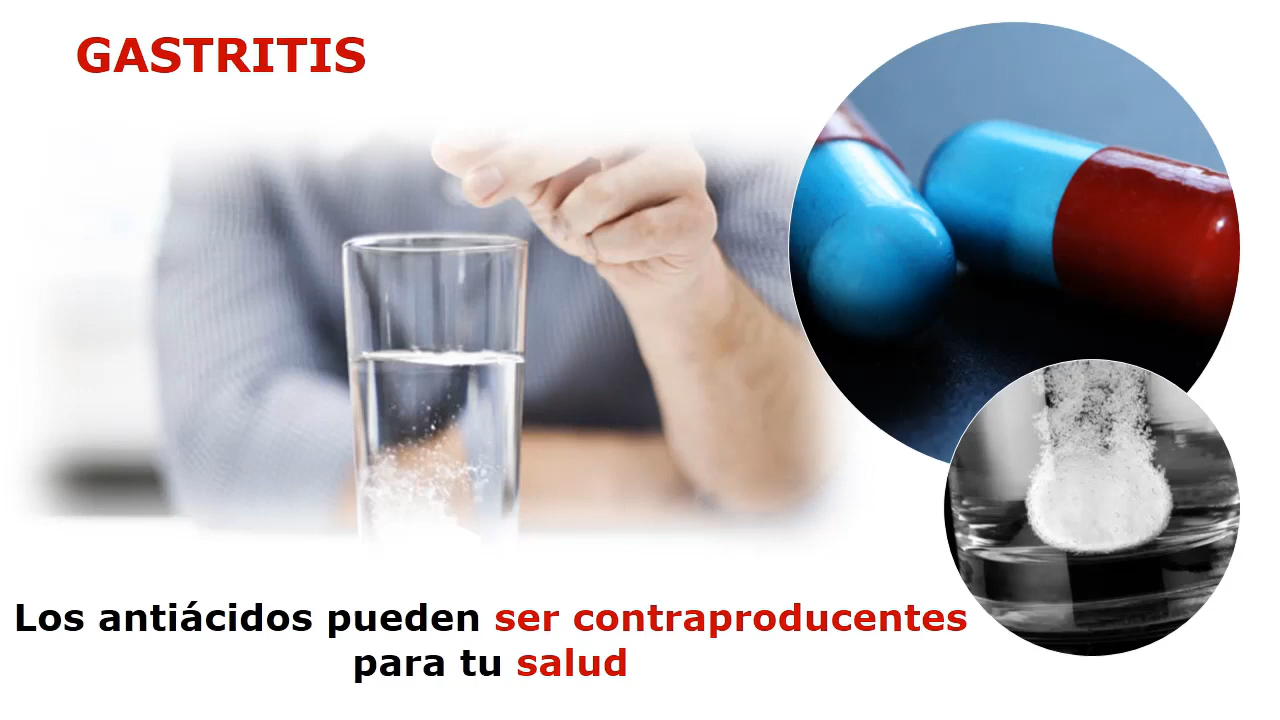 GASTRITIS
Los antiácidos pueden ser contraproducentes
para tu salud